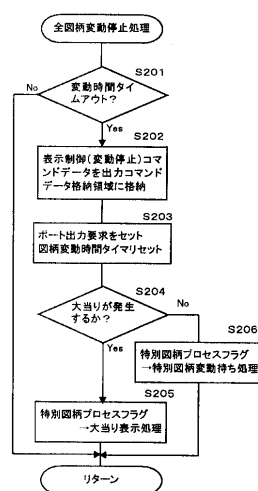 全図柄変動停止処理
S201
変動時間タイ
ムアウト?
No
Yes
S202
表示制御(変動停止)コマ
ンドデータを出力コマンド
データ格納領域に格納
S203
ポート出力要求をセット
図柄変動時間タイマリセット
S204
大当りが発生
するか?
No
Yes
S206
特別図柄プロセスフラグ
→特別図柄変動待ち処理
S205
特別図柄プロセスフラグ
→大当り表示処理
リターン